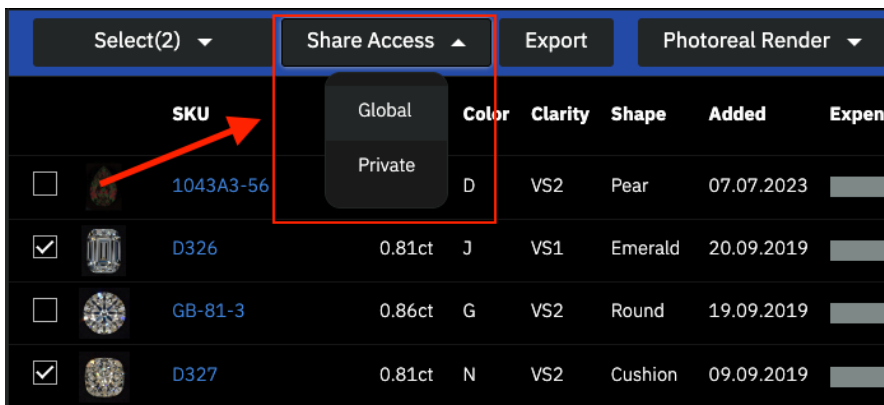 Select(2) Share Access Export Photoreal Render
Global
Private
SKU Color Clarity Shape Added Expen
1043A3-56 D VS2 Pear 07.07.2023
D326 0.81ct J VS1 Emerald 20.09.2019
GB-81-3 0.86ct G VS2 Round 19.09.2019
D327 0.81ct N VS2 Cushion 09.09.2019